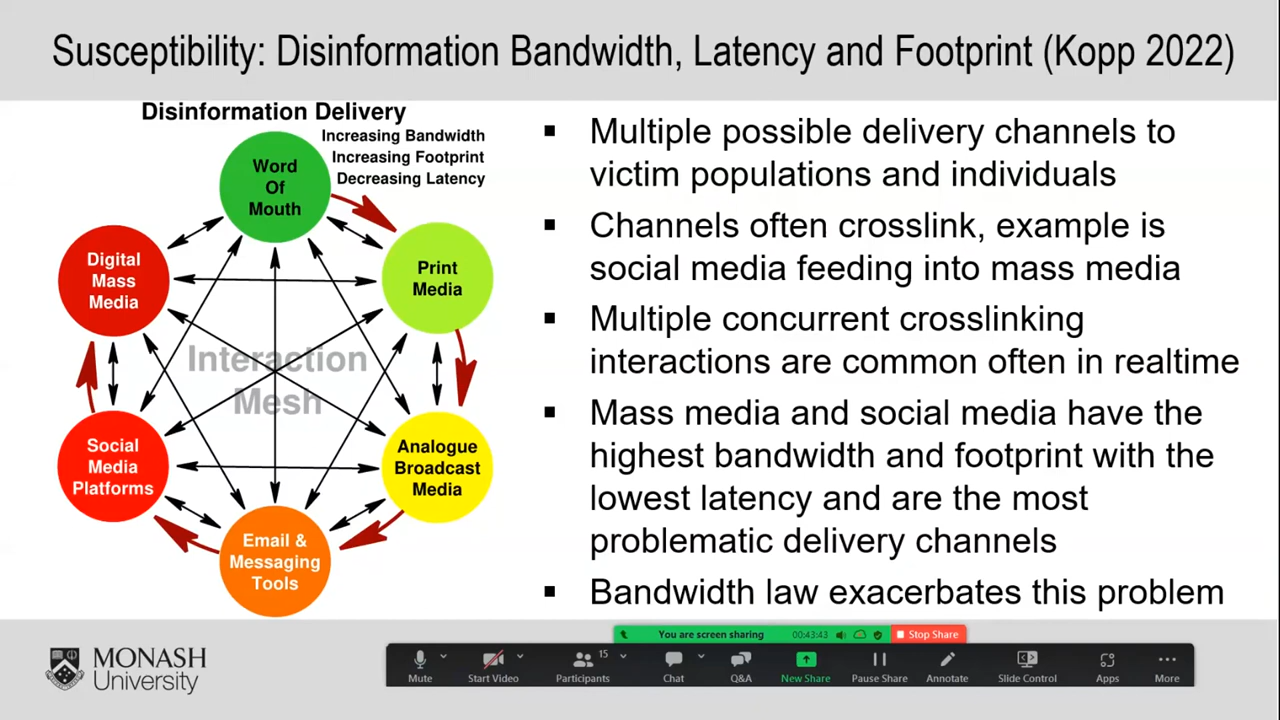 Susceptibility: Disinformation Bandwidth, Latency and Footprint (Kopp 2022)
Disinformation Delivery
Increasing Bandwidth
Increasing Footprint
Decreasing Latency
Word
Of
Mouth
Print
Media
Analogue
Broadcast
Media
Email &
Messaging
Tools
Social
Media
Platforms
Digital
Mass
Media
Interaction
Mesh
▪ Multiple possible delivery channels to
victim populations and individuals
▪ Channels often crosslink, example is
social media feeding into mass media
▪ Multiple concurrent crosslinking
interactions are common often in realtime
▪ Mass media and social media have the
highest bandwidth and footprint with the
lowest latency and are the most
problematic delivery channels
▪ Bandwidth law exacerbates this problem
MONASH
University
You are screen sharing 00:43:43 Stop Share
15
Mute Start Video Participants Chat Q&A New Share Pause Share Annotate Slide Control Apps More